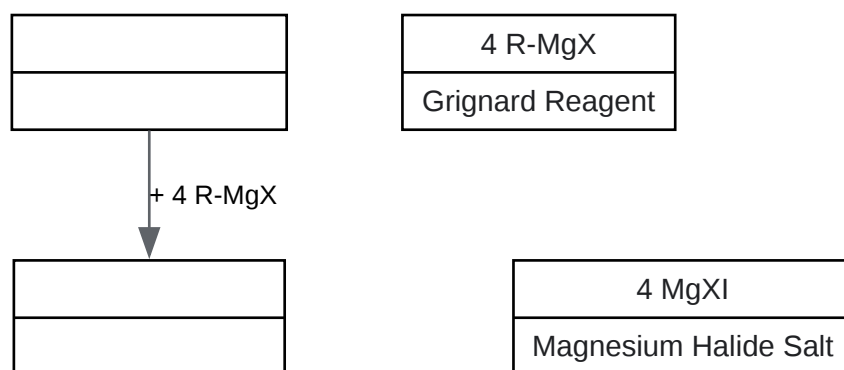 4 R-MgX
Grignard Reagent
+ 4 R-MgX
4 MgXI
Magnesium Halide Salt